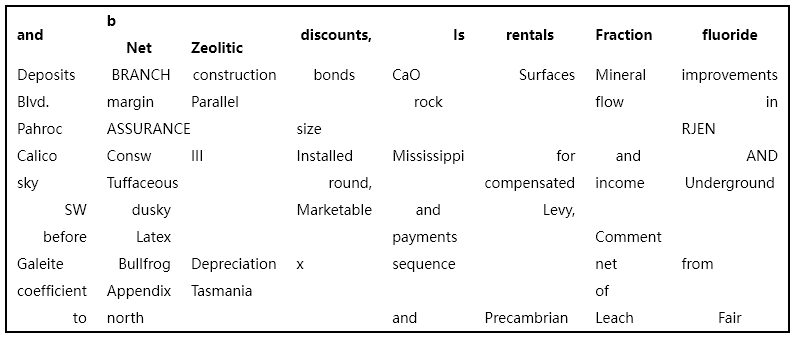 and b Net Zeolitic discounts, Is rentals Fraction fluoride
Deposits BRANCH construction bonds CaO Surfaces Mineral improvements
Blvd. margin Parallel rock flow in
Pahroc ASSURANCE size RJEN
Calico Consw III Installed Mississippi for and AND
sky Tuffaceous round, compensated income Underground
SW dusky Marketable and Levy,
before Latex payments Comment
Galeite Bullfrog Depreciation x sequence net from
coefficient Appendix Tasmania of
to north and Precambrian Leach Fair